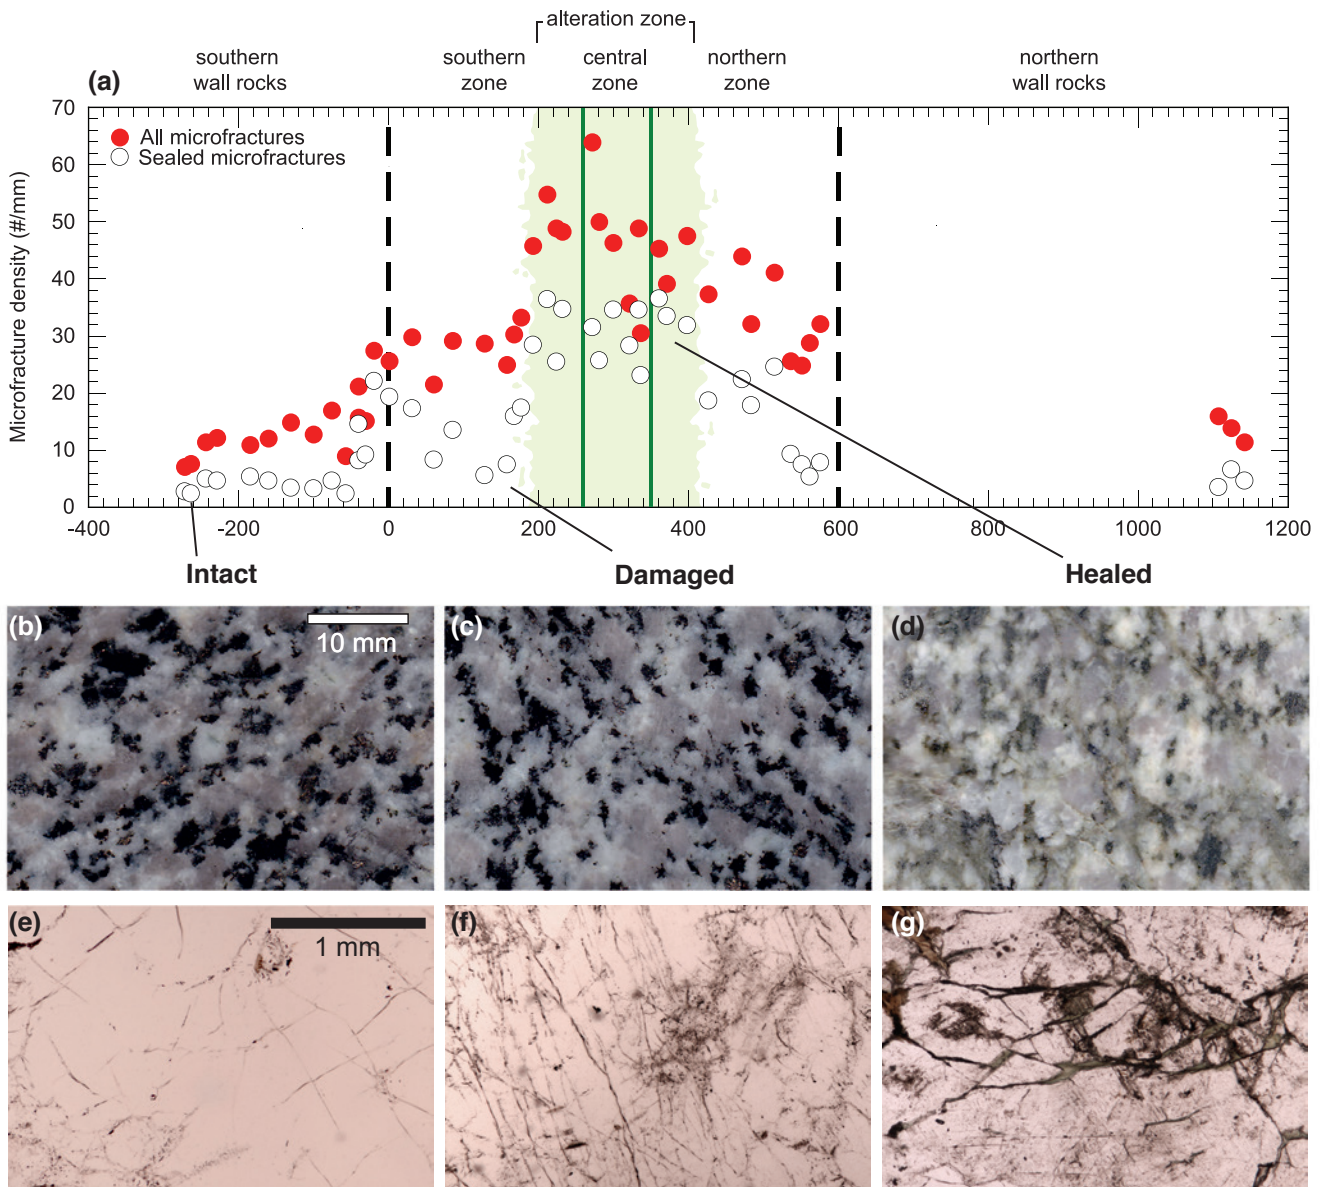 alteration zone
southern
wall rocks
southern
zone
central
zone
northern
zone
northern
wall rocks
(a)
70
60
50
40
30
20
10
0
Microfracture density (#/mm)
All microfractures
Sealed microfractures
-400 -200 0 200 400 600 800 1000 1200
Intact Damaged Healed
(b) 10 mm
(c)
(d)
(e) 1 mm
(f)
(g)